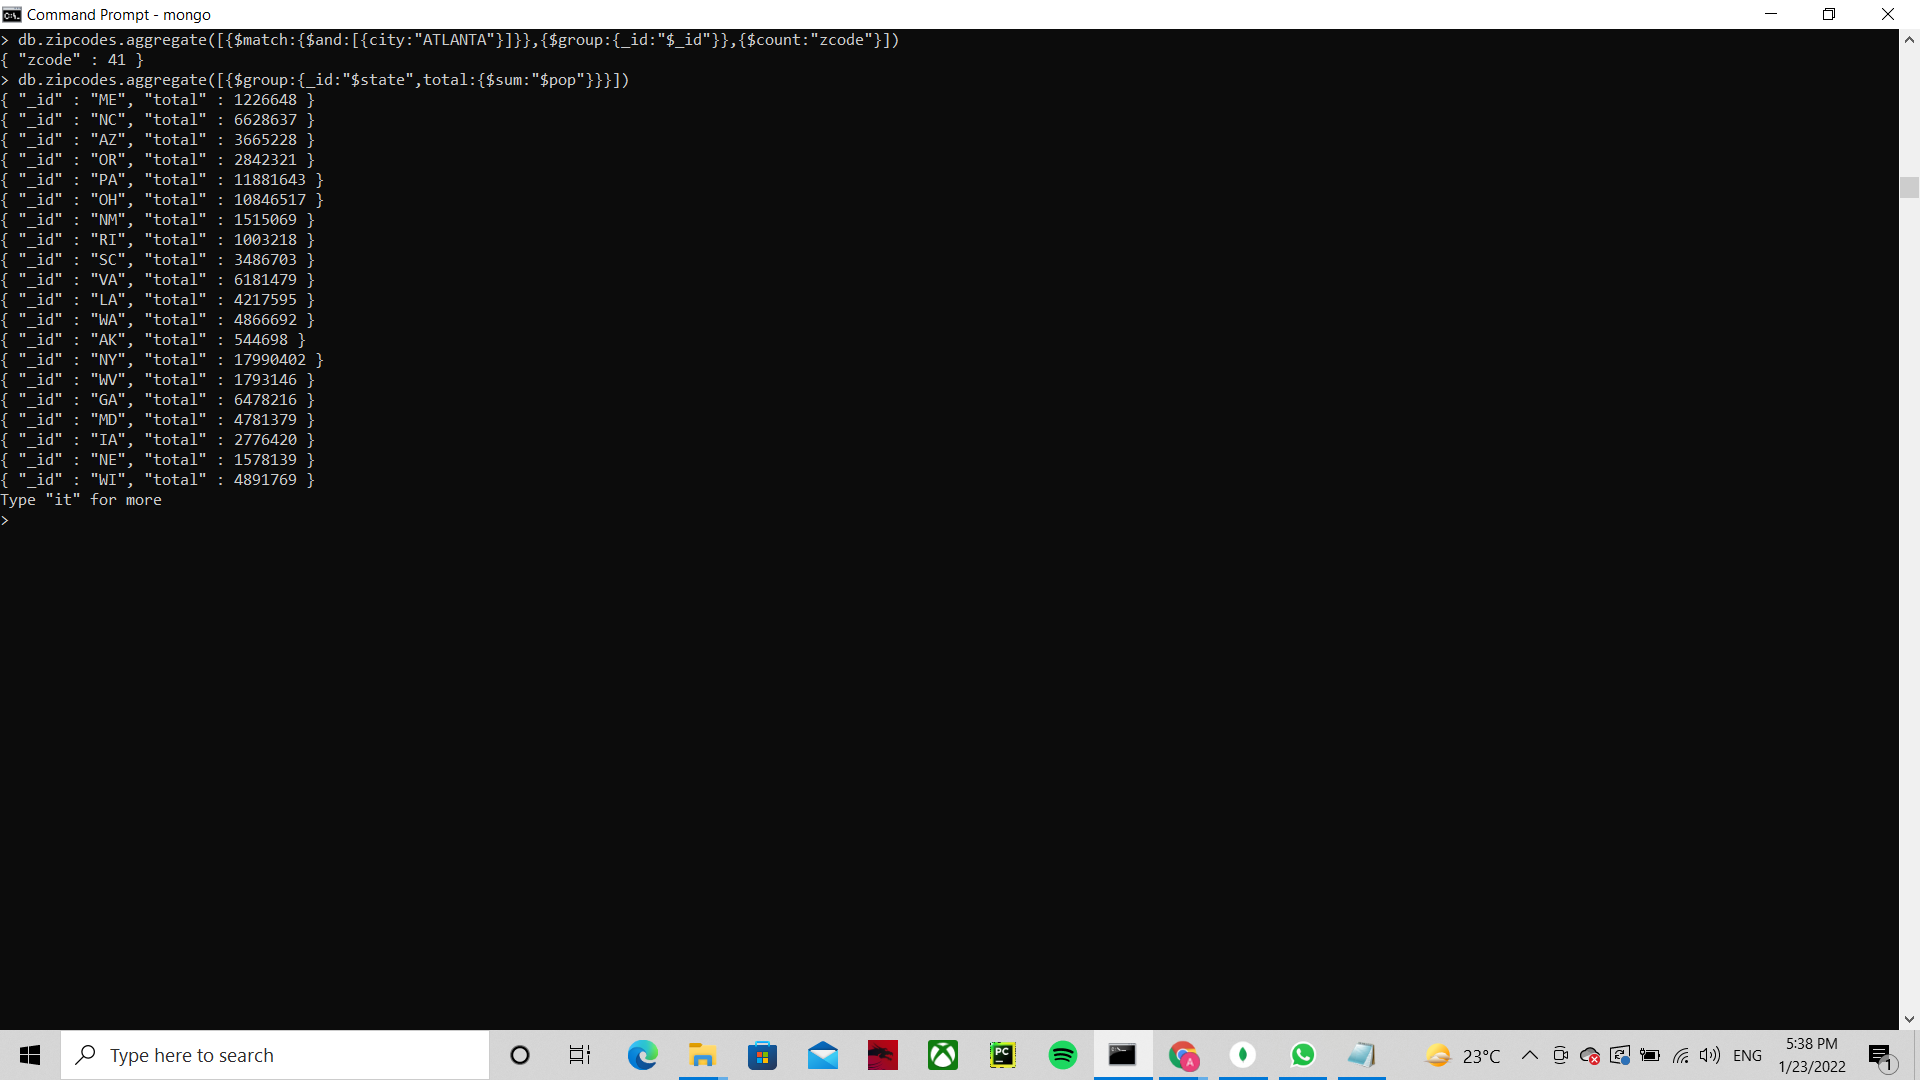 Command Prompt - mongo
> db.zipcodes.aggregate([{$match:{$and:[{city:"ATLANTA"}]}},{$group:{_id:"$_id"}},{$count:"zcode"}])
{ "zcode" : 41 }
> db.zipcodes.aggregate([{$group:{_id:"$state",total:{$sum:"$pop"}}}])
{ "_id" : "ME", "total" : 1226648 }
{ "_id" : "NC", "total" : 6628637 }
{ "_id" : "AZ", "total" : 3665228 }
{ "_id" : "OR", "total" : 2842321 }
{ "_id" : "PA", "total" : 11881643 }
{ "_id" : "OH", "total" : 10846517 }
{ "_id" : "NM", "total" : 1515069 }
{ "_id" : "RI", "total" : 1003218 }
{ "_id" : "SC", "total" : 3486703 }
{ "_id" : "VA", "total" : 6181479 }
{ "_id" : "LA", "total" : 4217595 }
{ "_id" : "WA", "total" : 4866692 }
{ "_id" : "AK", "total" : 544698 }
{ "_id" : "NY", "total" : 17990402 }
{ "_id" : "WV", "total" : 1793146 }
{ "_id" : "GA", "total" : 6478216 }
{ "_id" : "MD", "total" : 4781379 }
{ "_id" : "IA", "total" : 2776420 }
{ "_id" : "NE", "total" : 1578139 }
{ "_id" : "WI", "total" : 4891769 }
Type "it" for more
>
Type here to search
PC
A
23°C
ENG
5:38 PM
1/23/2022
1